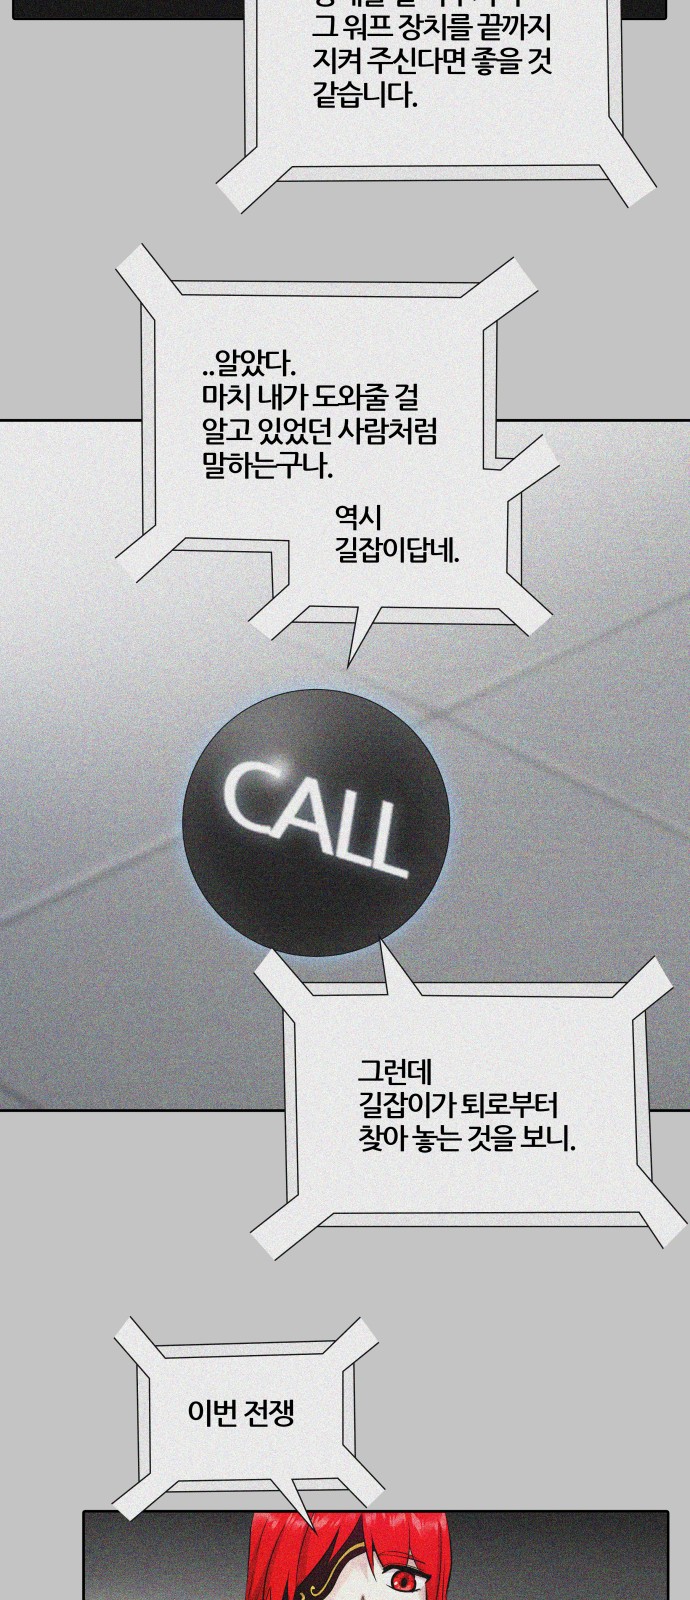 그 워프 장치를 끝까지
지켜 주신다면 좋을 것
같습니다.
..알았다.
마치 내가 도와줄 걸
알고 있었던 사람처럼
말하는구나.
역시
길잡이답네.
CALL
그런데
길잡이가 퇴로부터
찾아 놓는 것을 보니.
이번 전쟁